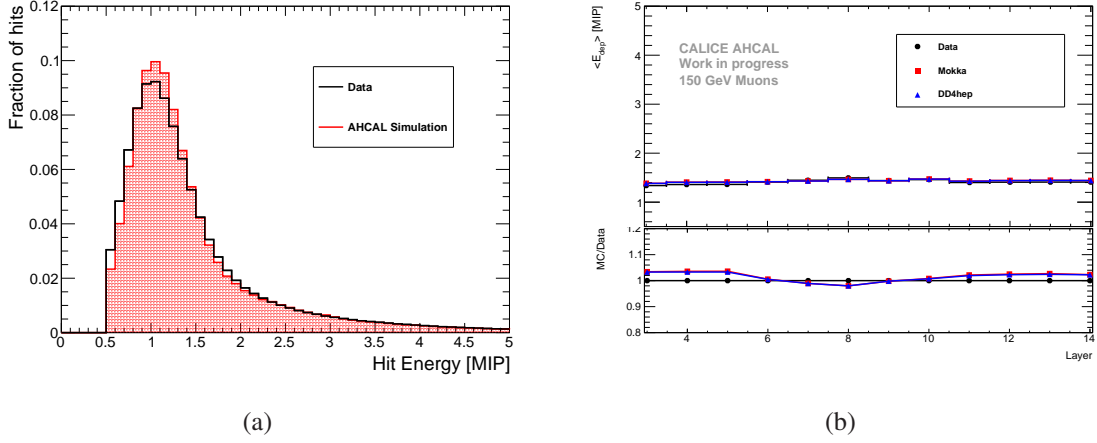 Fraction of hits
0.12
0.1
0.08
0.06
0.04
0.02
0
0 0.5 1 1.5 2 2.5 3 3.5 4 4.5 5
Hit Energy [MIP]
Data
AHCAL Simulation
(a)
<E_dep> [MIP]
5
4
3
2
1
CALICE AHCAL
Work in progress
150 GeV Muons
Data
Mokka
DD4hep
MC/Data
1.2
1.1
1.0
0.9
0.8
4 6 8 10 12 14
Layer
(b)